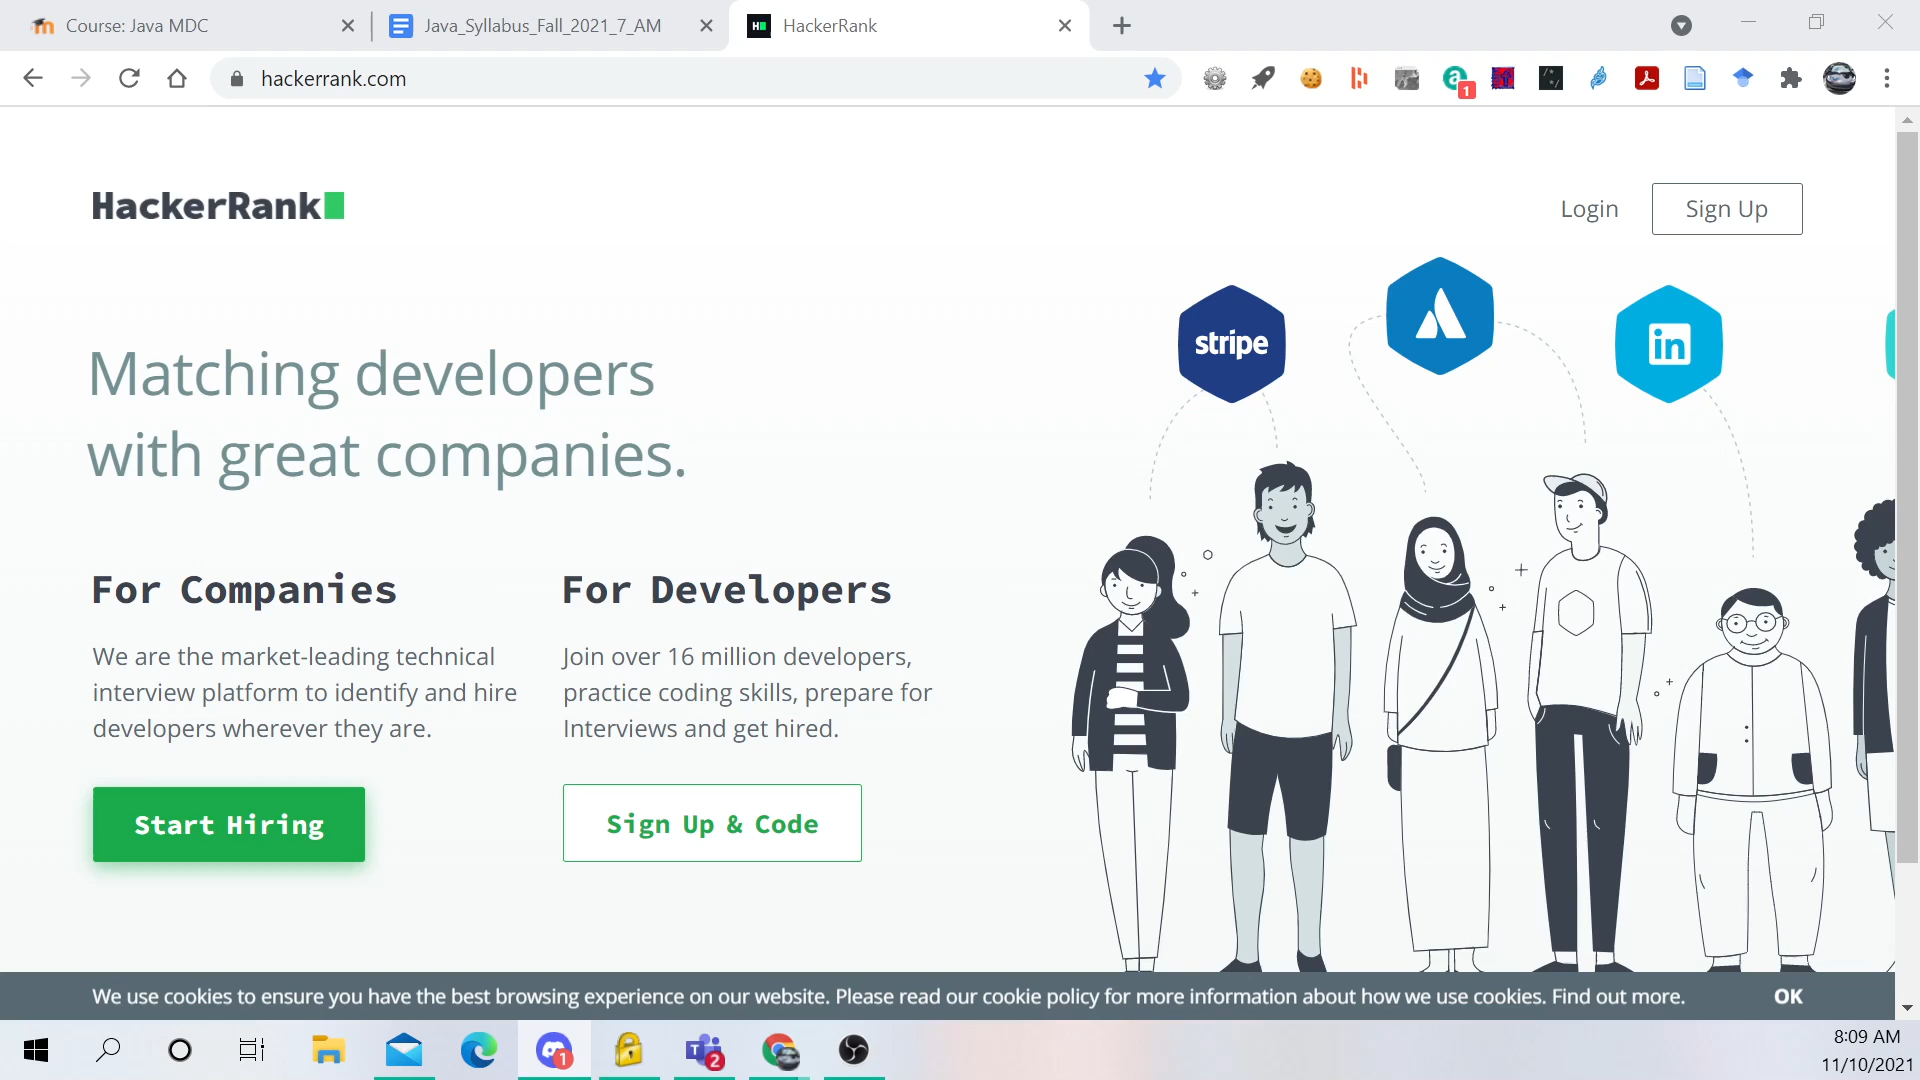 Course: Java MDC
Java_Syllabus_Fall_2021_7_AM
HackerRank
hackerrank.com
1
HackerRank
Login
Sign Up
stripe
in
Matching developers
with great companies.
For Companies
We are the market-leading technical
interview platform to identify and hire
developers wherever they are.
Start Hiring
For Developers
Join over 16 million developers,
practice coding skills, prepare for
Interviews and get hired.
Sign Up & Code
We use cookies to ensure you have the best browsing experience on our website. Please read our cookie policy for more information about how we use cookies. Find out more.
OK
1
2
8:09 AM
11/10/2021